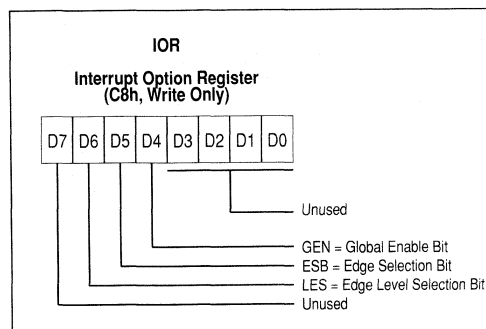 IOR
Interrupt Option Register
(C8h, Write Only)
D7 D6 D5 D4 D3 D2 D1 D0
Unused
GEN = Global Enable Bit
ESB = Edge Selection Bit
LES = Edge Level Selection Bit
Unused